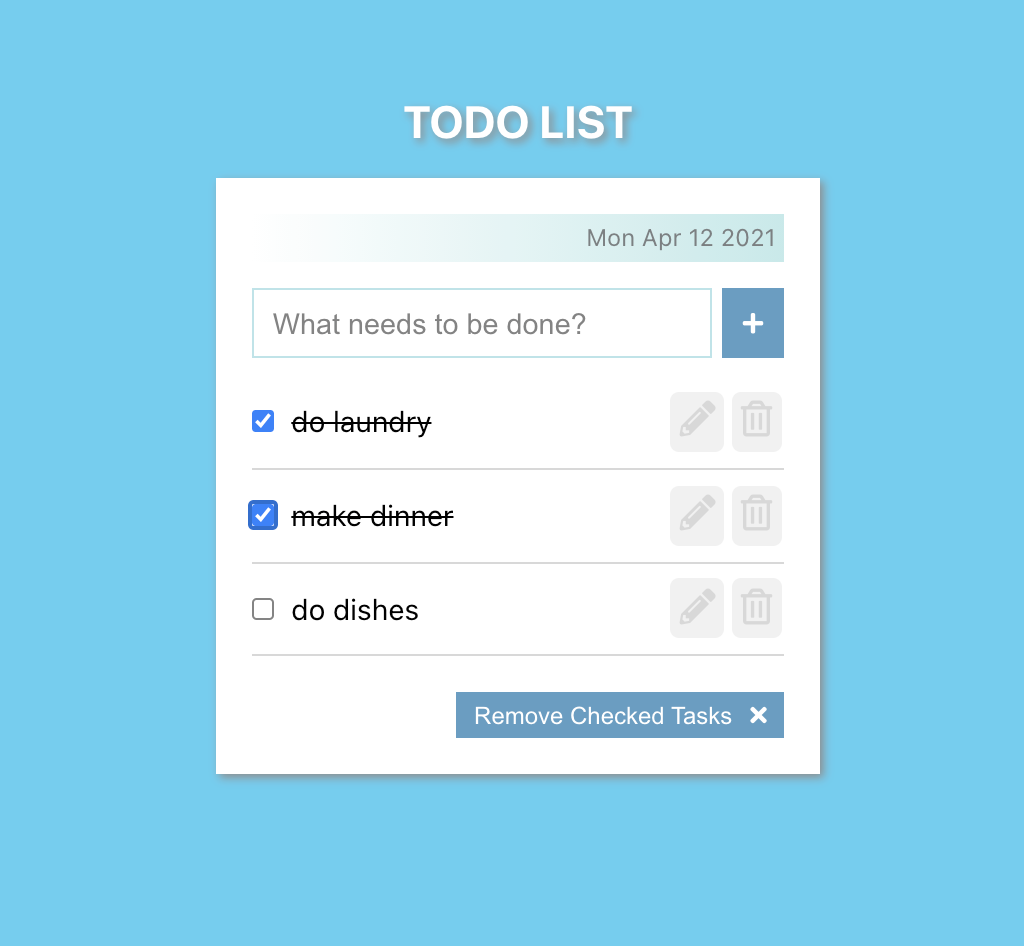 TODO LIST
Mon Apr 12 2021
What needs to be done?
do laundry
make dinner
do dishes
Remove Checked Tasks